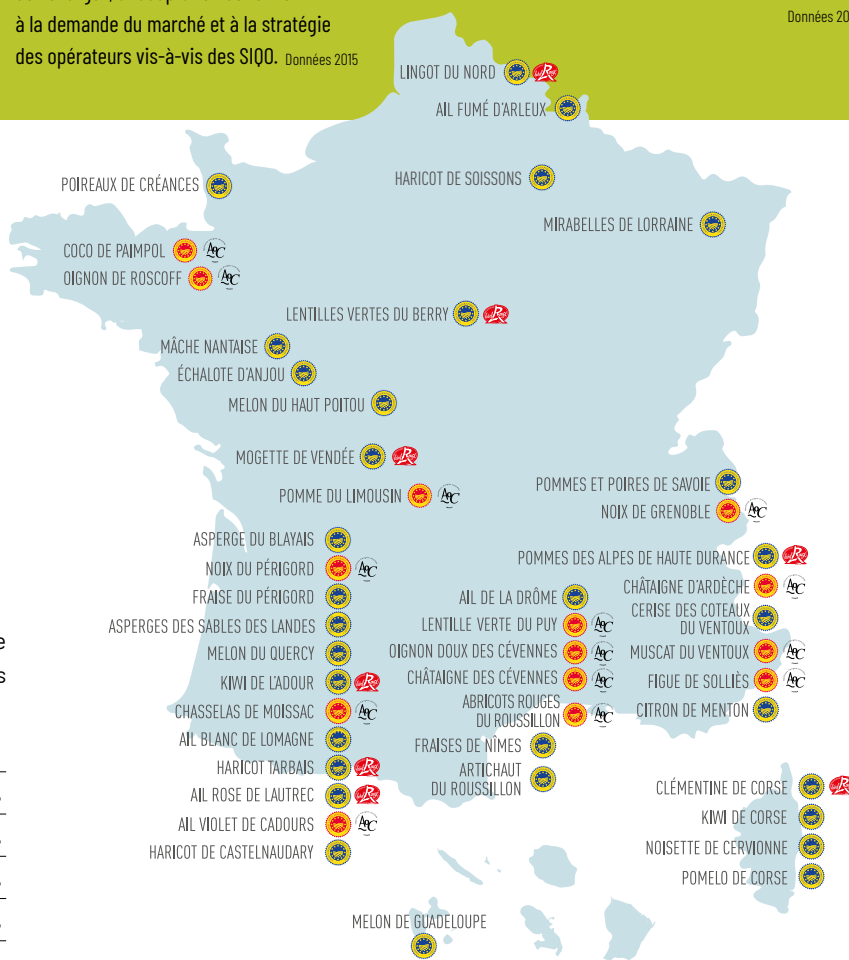 à la demande du marché et à la stratégie
des opérateurs vis-à-vis des SIQO. Données 2015
Données 20
LINGOT DU NORD
AIL FUMÉ D'ARLEUX
POIREAUX DE CRÉANCES
HARICOT DE SOISSONS
MIRABELLES DE LORRAINE
COCO DE PAIMPOL
OIGNON DE ROSCOFF
LENTILLES VERTES DU BERRY
MÂCHE NANTAISE
ÉCHALOTE D'ANJOU
MELON DU HAUT POITOU
MOGETTE DE VENDÉE
POMME DU LIMOUSIN
POMMES ET POIRES DE SAVOIE
NOIX DE GRENOBLE
ASPERGE DU BLAYAIS
NOIX DU PÉRIGORD
FRAISE DU PÉRIGORD
ASPERGES DES SABLES DES LANDES
MELON DU QUERCY
KIWI DE L'ADOUR
CHASSELAS DE MOISSAC
AIL BLANC DE LOMAGNE
HARICOT TARBAIS
AIL ROSE DE LAUTREC
AIL VIOLET DE CADOURS
HARICOT DE CASTELNAUDARY
AIL DE LA DRÔME
LENTILLE VERTE DU PUY
OIGNON DOUX DES CÉVENNES
CHÂTAIGNE DES CÉVENNES
ABRICOTS ROUGES
DU ROUSSILLON
FRAISES DE NÎMES
ARTICHAUT
DU ROUSSILLON
POMMES DES ALPES DE HAUTE DURANCE
CHÂTAIGNE D'ARDÈCHE
CERISE DES COTEAUX
DU VENTOUX
MUSCAT DU VENTOUX
FIGUE DE SOLLIÈS
CITRON DE MENTON
CLÉMENTINE DE CORSE
KIWI DE CORSE
NOISETTE DE CERVIONNE
POMELO DE CORSE
MELON DE GUADELOUPE
e
s